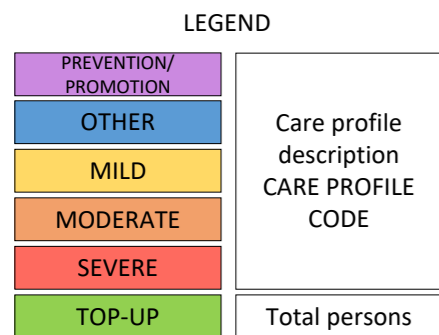 LEGEND
PREVENTION/
PROMOTION
OTHER
MILD
MODERATE
SEVERE
TOP-UP
Care profile
description
CARE PROFILE
CODE
Total persons